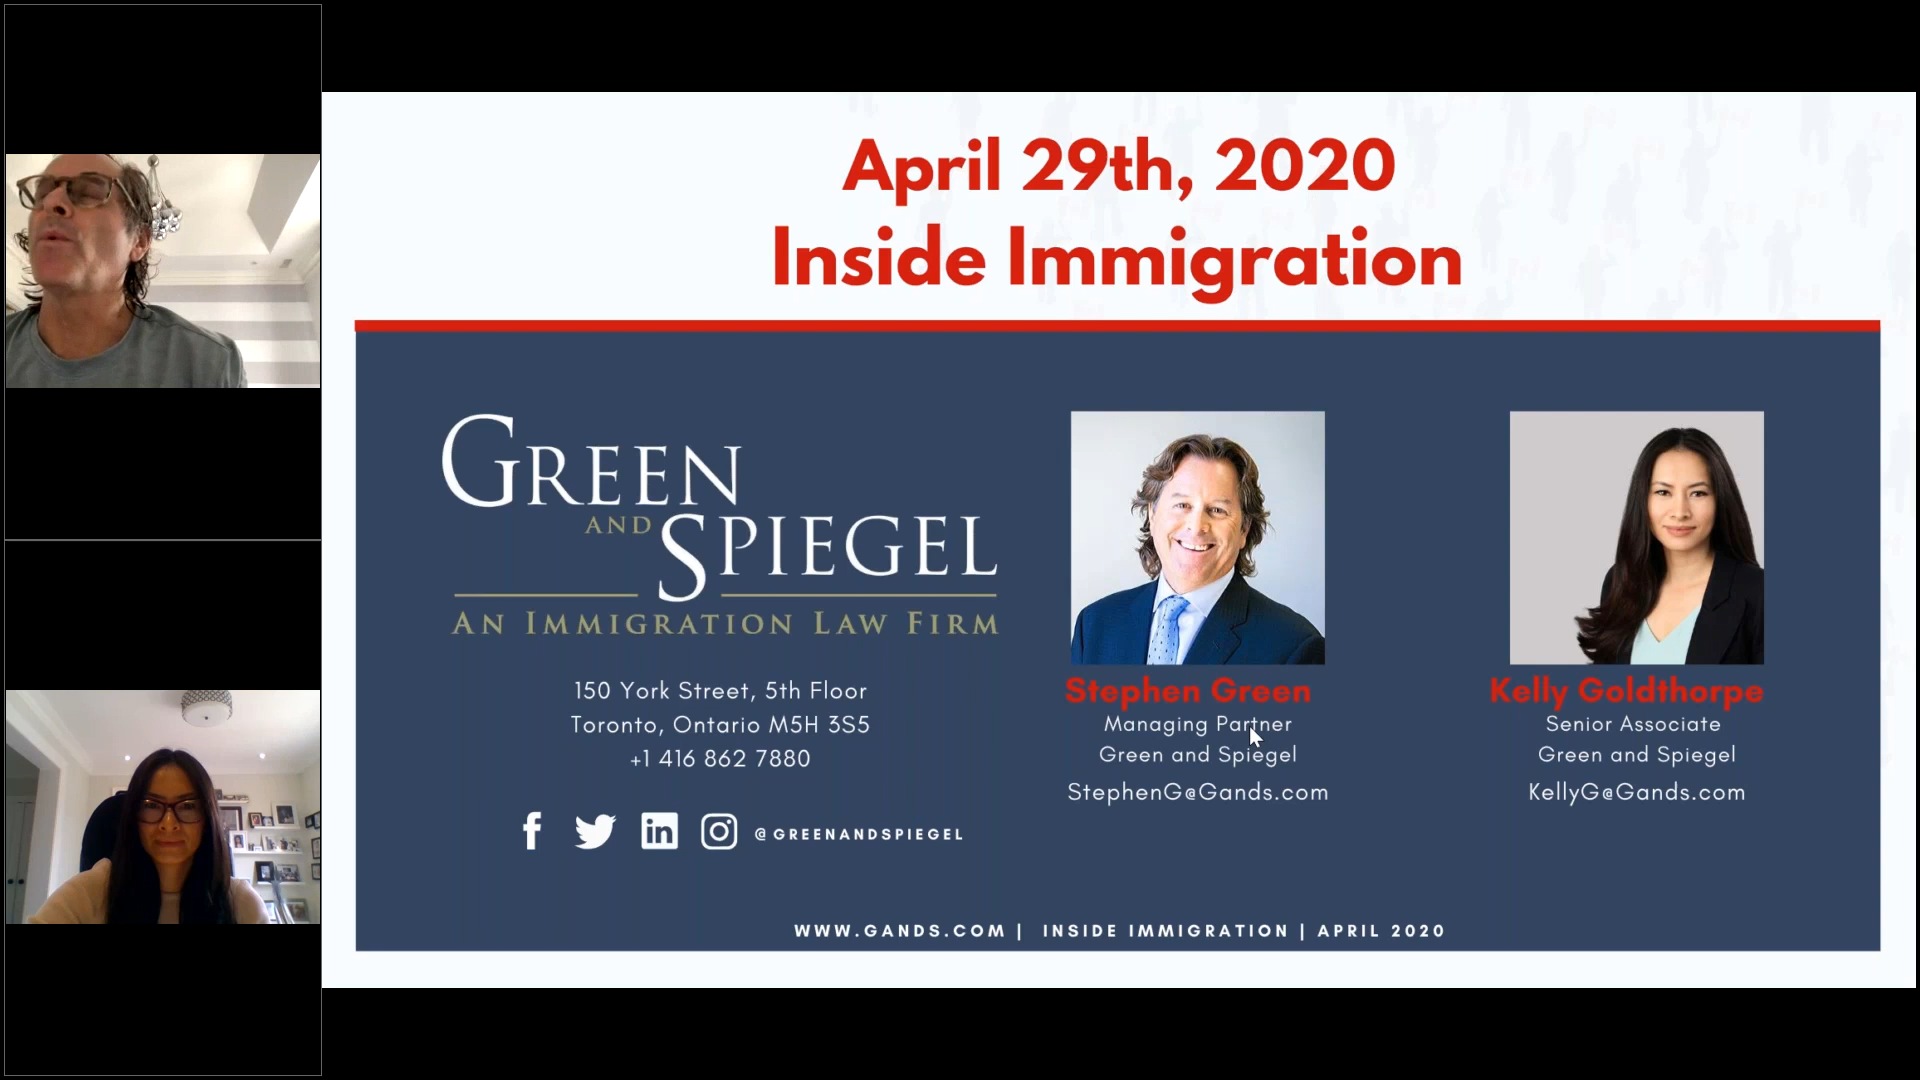 April 29th, 2020
Inside Immigration
GREEN
AND
SPIEGEL
AN IMMIGRATION LAW FIRM
150 York Street, 5th Floor
Toronto, Ontario M5H 3S5
+1 416 862 7880
@GREENANDSPIEGEL
Stephen Green
Managing Partner
Green and Spiegel
StephenG@Gands.com
Kelly Goldthorpe
Senior Associate
Green and Spiegel
KellyG@Gands.com
WWW.GANDS.COM | INSIDE IMMIGRATION | APRIL 2020